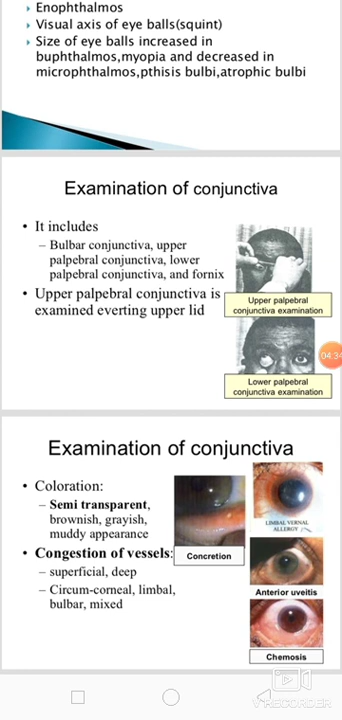 Enophthalmos
Visual axis of eye balls(squint)
Size of eye balls increased in
buphthalmos,myopia and decreased in
microphthalmos,pthisis bulbi,atrophic bulbi
Examination of conjunctiva
• It includes
– Bulbar conjunctiva, upper
palpebral conjunctiva, lower
palpebral conjunctiva, and fornix
• Upper palpebral conjunctiva is
examined everting upper lid
Upper palpebral
conjunctiva examination
04:34
Lower palpebral
conjunctiva examination
Examination of conjunctiva
• Coloration:
– Semi transparent,
brownish, grayish,
muddy appearance
• Congestion of vessels:
– superficial, deep
– Circum-corneal, limbal,
bulbar, mixed
Concretion
LIMBAL VERNAL
ALLERGY
Anterior uveitis
Chemosis
V RECORDER